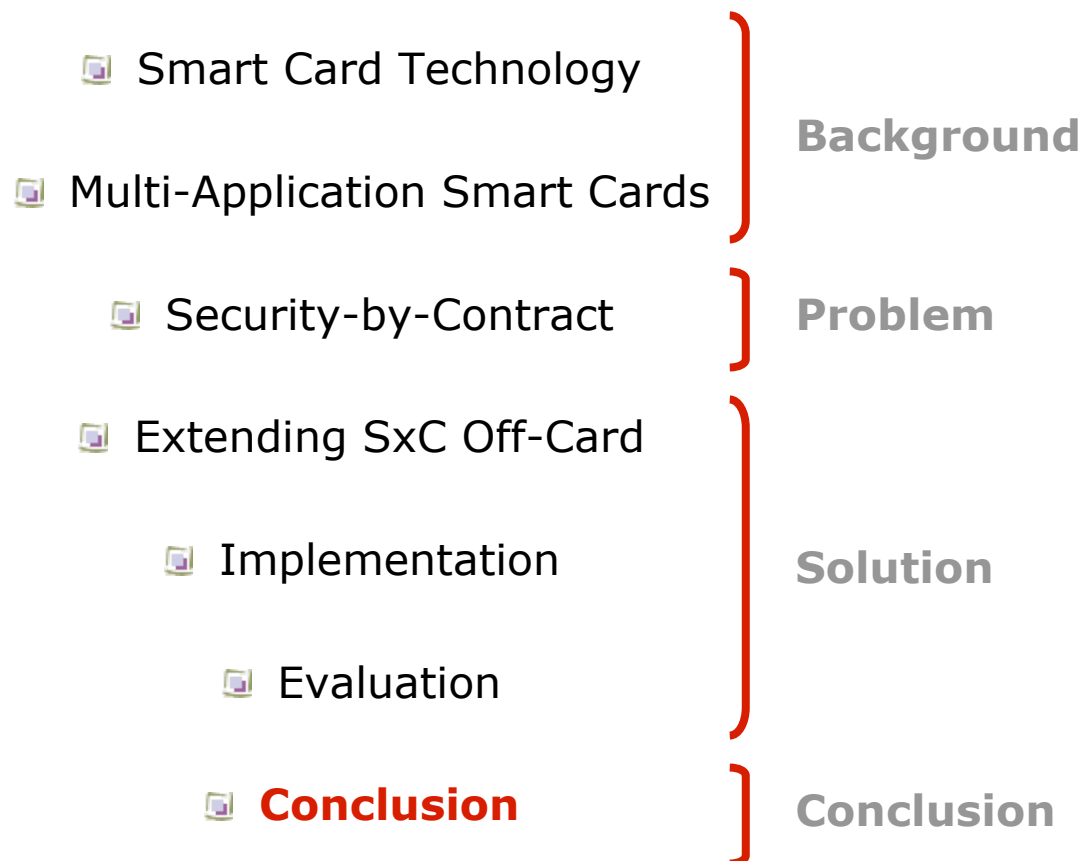 Smart Card Technology
Background
Multi-Application Smart Cards
Security-by-Contract
Problem
Extending SxC Off-Card
Implementation
Solution
Evaluation
Conclusion
Conclusion